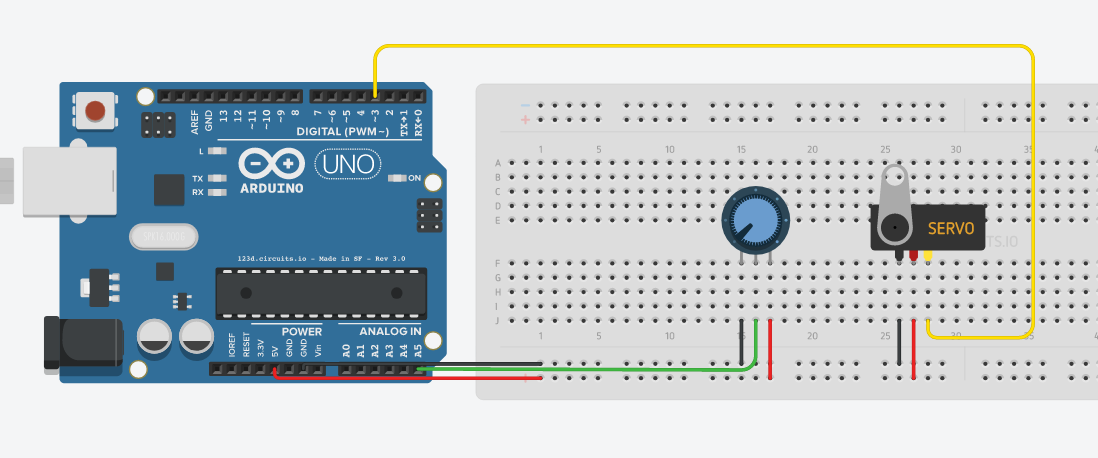 AREF
GND
13
12
~11
~10
~9
8
7
~6
~5
4
~3
2
TX→1
RX←0
DIGITAL (PWM~)
L
TX
RX
ARDUINO
UNO
ON
123d.circuits.io - Made in SF - Rev 3.0
POWER
ANALOG IN
IOREF
RESET
3.3V
5V
GND
GND
Vin
A0
A1
A2
A3
A4
A5
1 5 10 15 20 25 30 35
A
B
C
D
E
SERVO
TS.IO
F
G
H
I
J
1 5 10 15 20 25 30 35